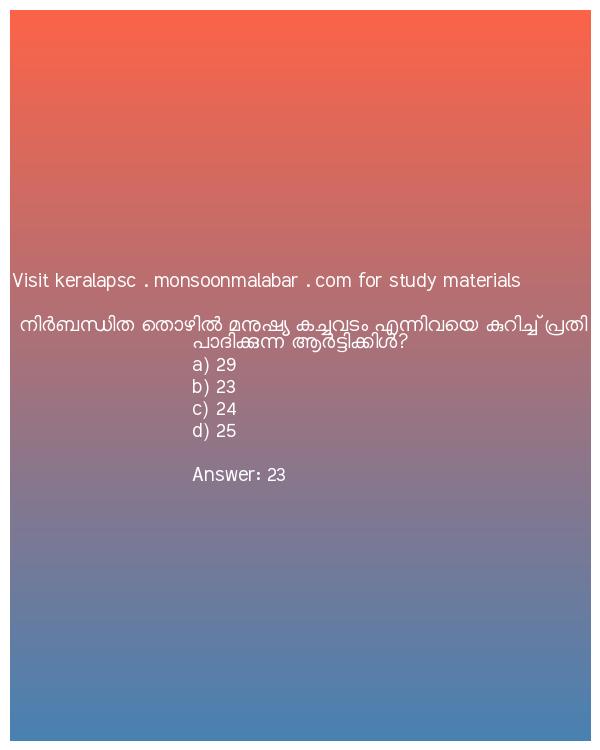 Visit keralapsc . monsoonmalabar . com for study materials
നിർബന്ധിത തൊഴിൽ മനുഷ്യ കച്ചവടം എന്നിവയെ കുറിച്ച് പ്രതി
പാദിക്കുന്ന ആർട്ടിക്കിൾ?
a) 29
b) 23
c) 24
d) 25
Answer: 23